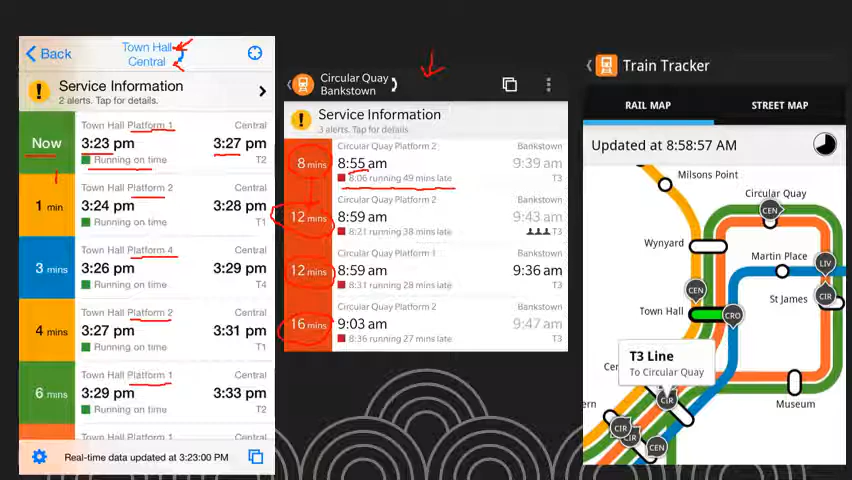 Back
Town Hall
Central
Service Information
2 alerts. Tap for details.
Now
Town Hall Platform 1
Central
3:23 pm
3:27 pm
Running on time
T2
1 min
Town Hall Platform 2
Central
3:24 pm
3:28 pm
Running on time
T1
3 mins
Town Hall Platform 4
Central
3:26 pm
3:29 pm
Running on time
T4
4 mins
Town Hall Platform 2
Central
3:27 pm
3:31 pm
Running on time
T1
6 mins
Town Hall Platform 1
Central
3:29 pm
3:33 pm
Running on time
T2
Town Hall Platform 1
Central
Real-time data updated at 3:23:00 PM
Circular Quay
Bankstown
Service Information
3 alerts. Tap for details
8 mins
Circular Quay Platform 2
Bankstown
8:55 am
9:39 am
8:06 running 49 mins late
T3
12 mins
Circular Quay Platform 2
Bankstown
8:59 am
9:43 am
8:21 running 38 mins late
T3
12 mins
Circular Quay Platform 1
Bankstown
8:59 am
9:36 am
8:31 running 28 mins late
T3
16 mins
Circular Quay Platform 2
Bankstown
9:03 am
9:47 am
8:36 running 27 mins late
T3
Train Tracker
RAIL MAP
STREET MAP
Updated at 8:58:57 AM
Milsons Point
Circular Quay
CEN
Wynyard
Martin Place
LIV
CEN
St James
CIR
Town Hall
CRO
T3 Line
To Circular Quay
Cen
CIR
Museum
ern
CIR
CIR
CEN